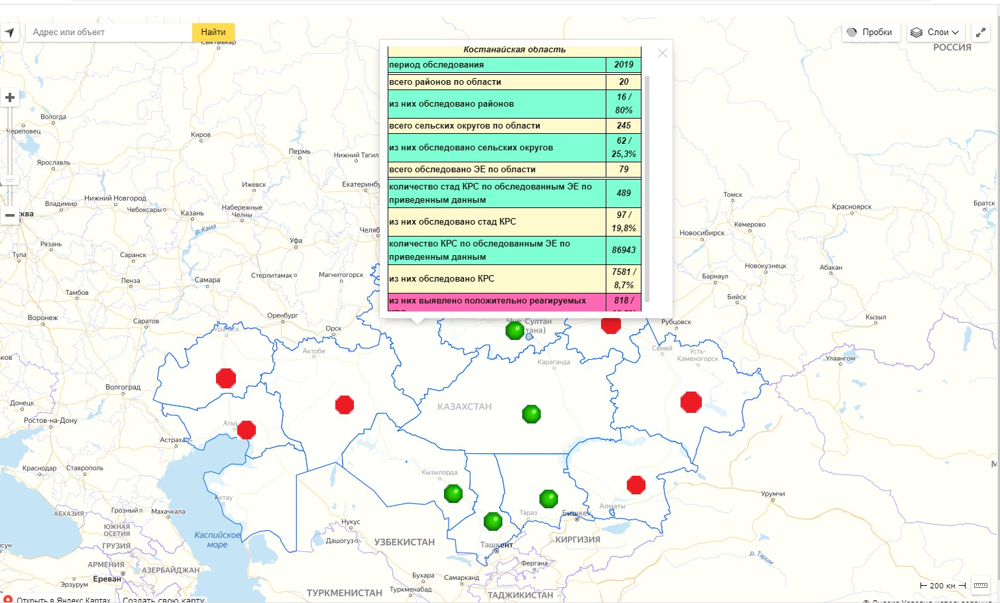 Адрес или объект
Найти
Пробки
Слои
РОССИЯ
Сыктывкар
Костанайская область
период обследования 2019
всего районов по области 20
из них обследовано районов 16 /
80%
всего сельских округов по области 245
из них обследовано сельских округов 62 /
25,3%
всего обследовано ЭЕ по области 79
количество стад КРС по обследованным ЭЕ по
приведенным данным 489
из них обследовано стад КРС 97 /
19,8%
количество КРС по обследованным ЭЕ по
приведенным данным 86943
из них обследовано КРС 7581 /
8,7%
из них выявлено положительно реагируемых 818 /
Вологда
Череповец
Киров
Пермь
Нижний Тагил
Ярославль
Ижевск
Екатеринбу
Нижний Новгород
Владимир
Чебоксары
Казань
Набережные
Челны
ква
р. Кама
Челяб
Рязань
Уфа
Тула
Саранск
Стерлитамак
Магнитогорск
Пенза
Самара
Тамбов
Воронеж
Саратов
Оренбург
Орск
Уральск
Актобе
Томск
Красноярск
Братск
Кемерово
Новосибирск
Новокузнецк
Абакан
Барнаул
Бийск
Кызыл
Рубцовск
Нур-Султан
тана)
Семей
Усть-
Каменогорск
Улаангом
Караганда
ков
Волгоград
Донецк
КАЗАХСТАН
Ростов-на-Дону
Аты
Астрахань
Краснодар
Ставрополь
Кызылорда
Актау
Урумчи
Алматы
Тараз
Бишкек
АБХАЗИЯ
Грозный
Махачкала
ЮЖНАЯ
ОСЕТИЯ
Каспийское
море
ГРУЗИЯ
Нукус
Дашогуз
УЗБЕКИСТАН
Ташкент
КИРГИЗИЯ
р. Тарим
сун
АРМЕНИЯ
АЗЕРБАЙДЖАН
Ереван
Эрзурум
Фергана
Бухара
Самарканд
Туркменабад
ТУРКМЕНИСТАН
ТАДЖИКИСТАН
200 км
Открыть в Яндекс.Картах
Создать свою карту
© Яндекс Условия использования